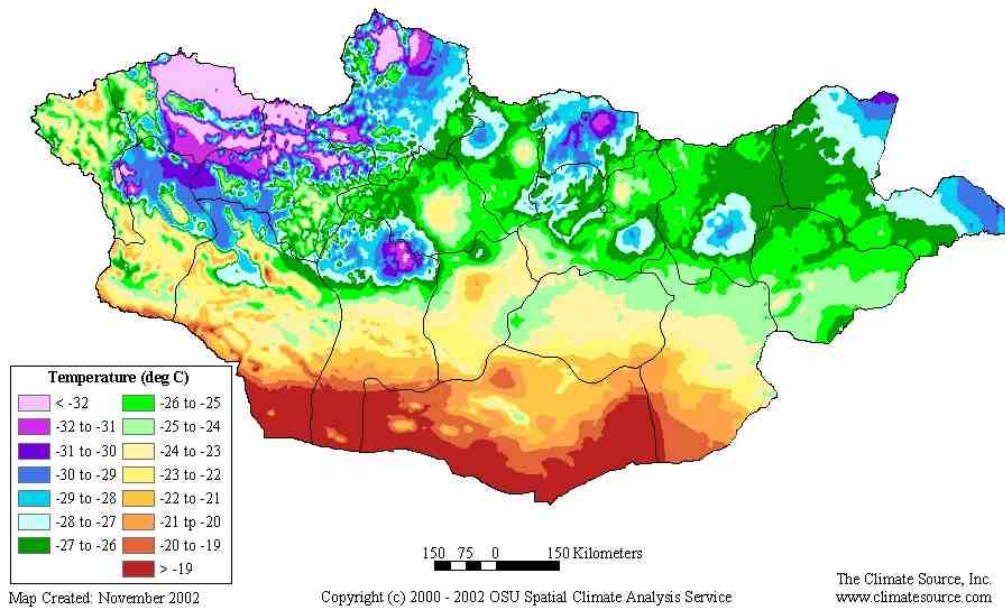 Temperature (deg C)
< -32
-32 to -31
-31 to -30
-30 to -29
-29 to -28
-28 to -27
-27 to -26
-26 to -25
-25 to -24
-24 to -23
-23 to -22
-22 to -21
-21 tp -20
-20 to -19
> -19
150 75 0 150 Kilometers
Map Created: November 2002
Copyright (c) 2000 - 2002 OSU Spatial Climate Analysis Service
The Climate Source, Inc.
www.climatesource.com